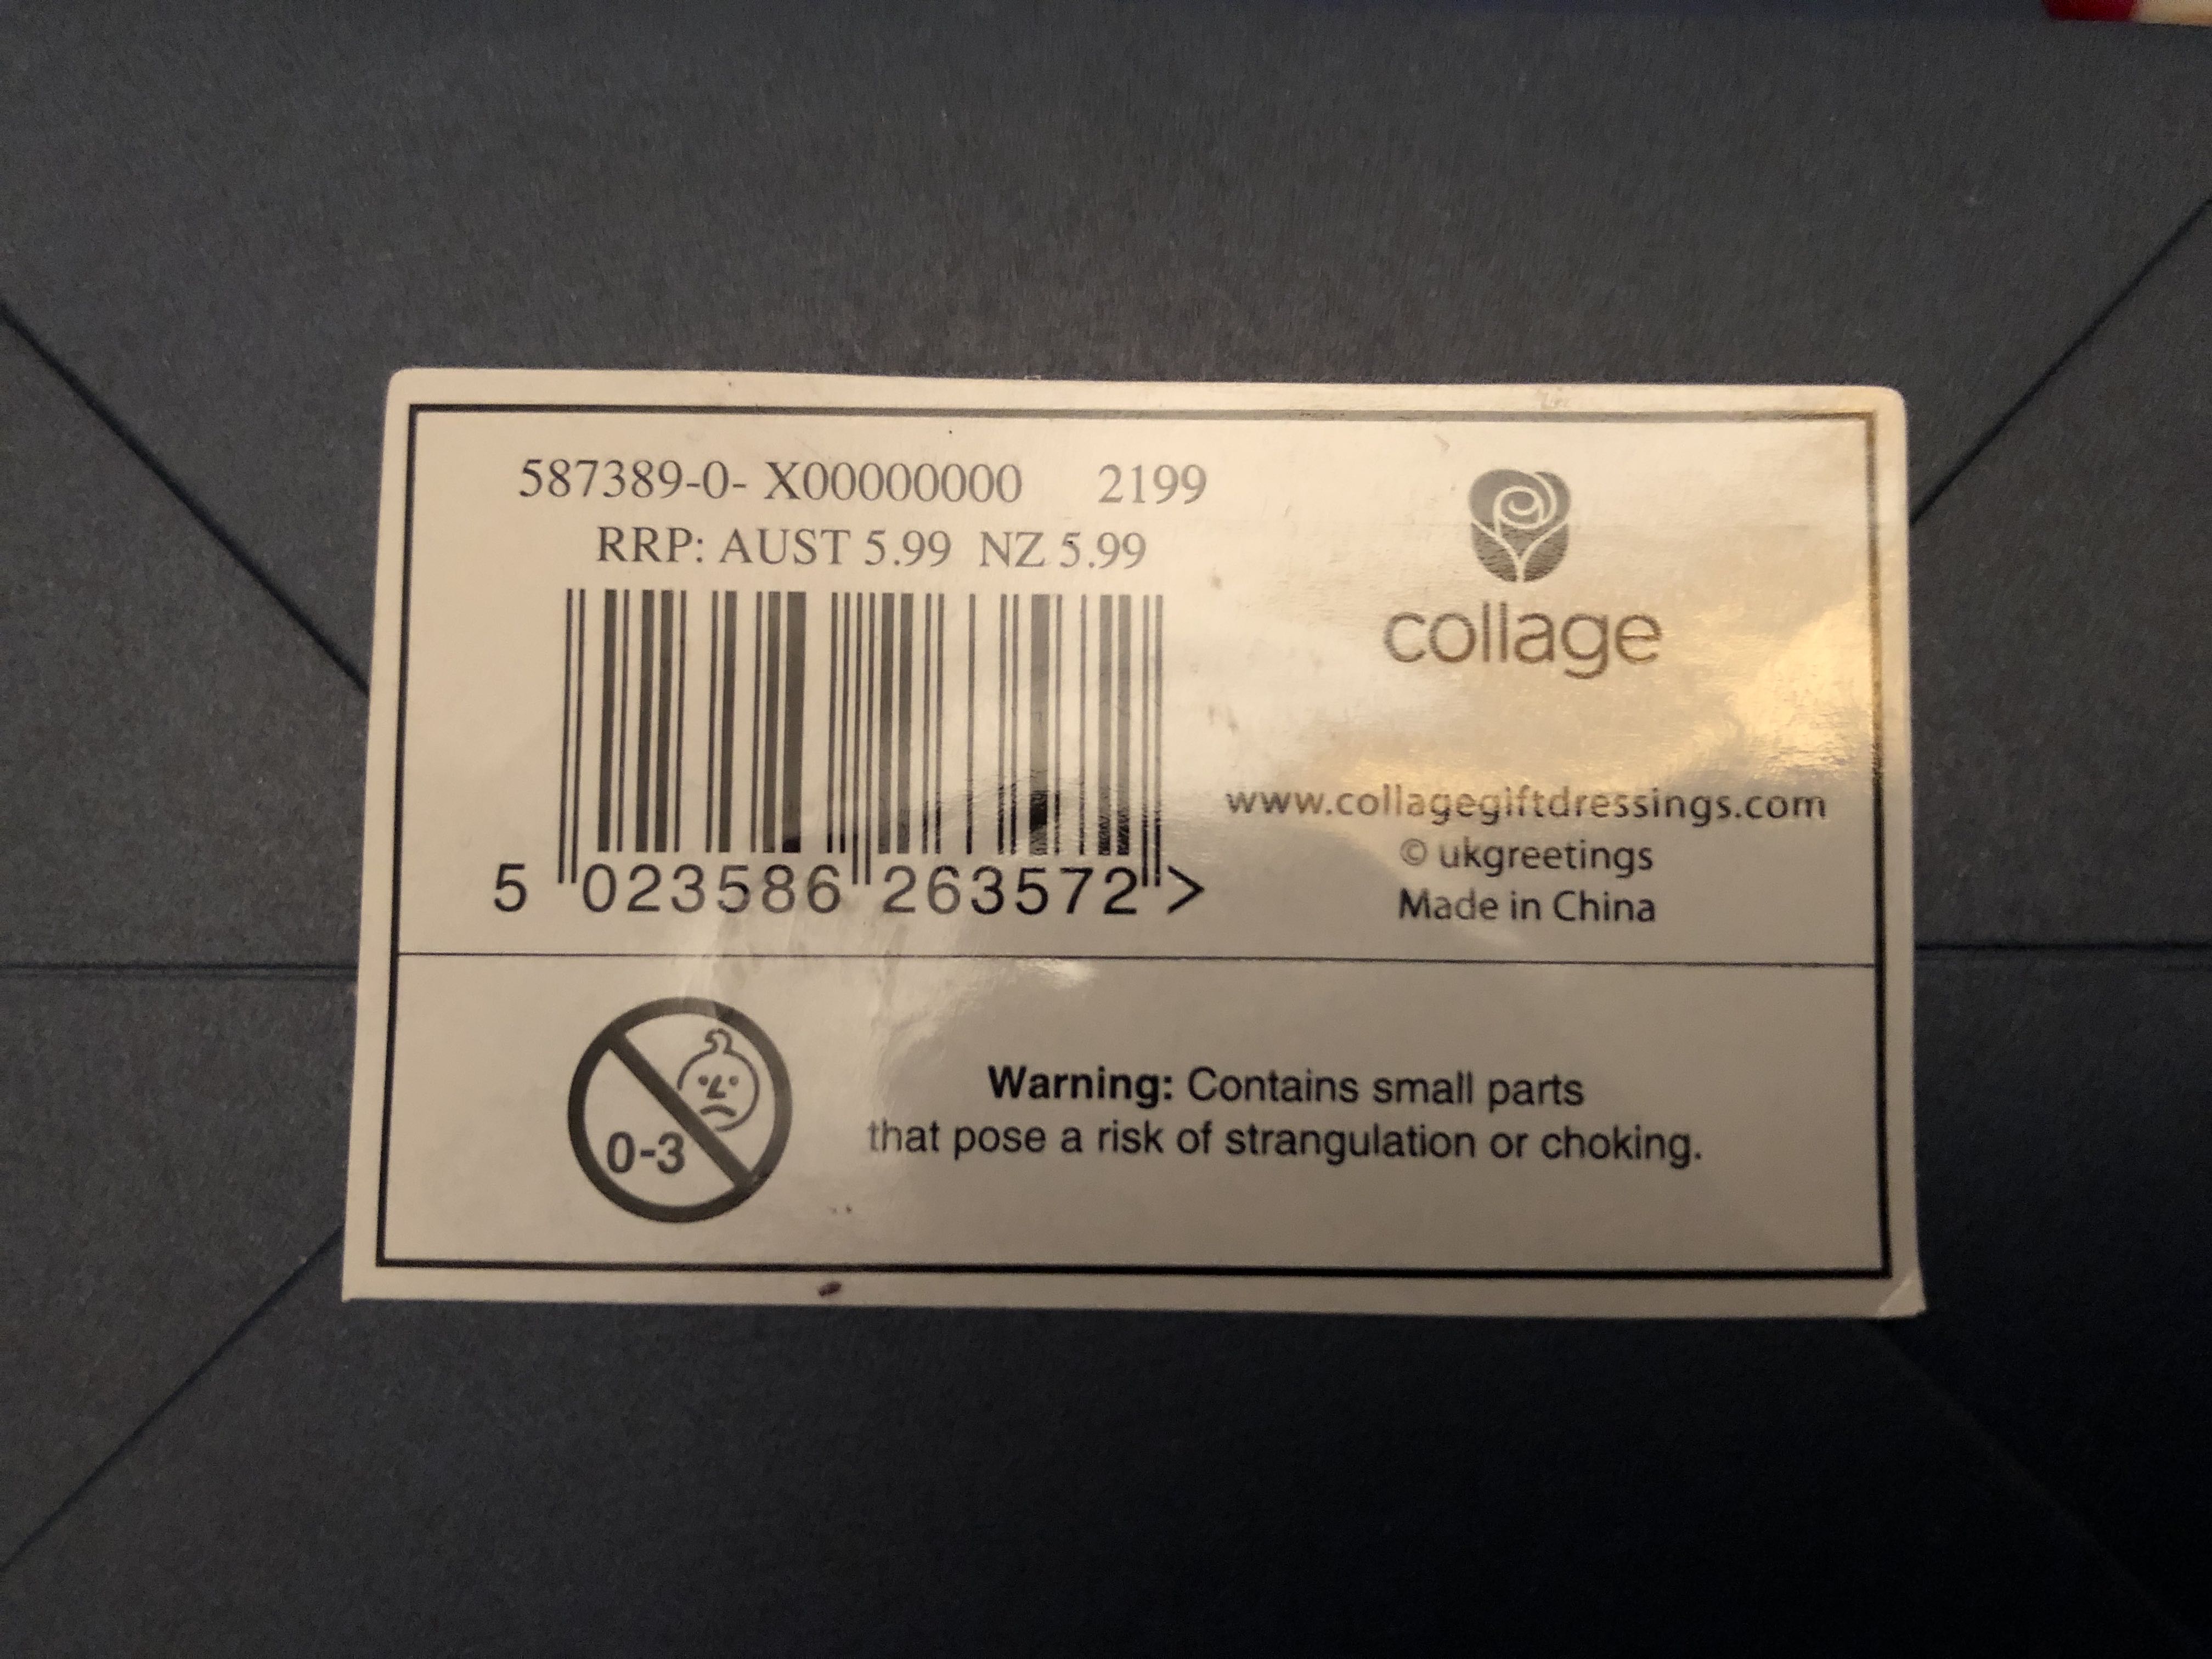 587389-0- X00000000 2199
RRP: AUST 5.99 NZ 5.99
5 023586 263572 >
collage
www.collagegiftdressings.com
© ukgreetings
Made in China
0-3
Warning: Contains small parts
that pose a risk of strangulation or choking.